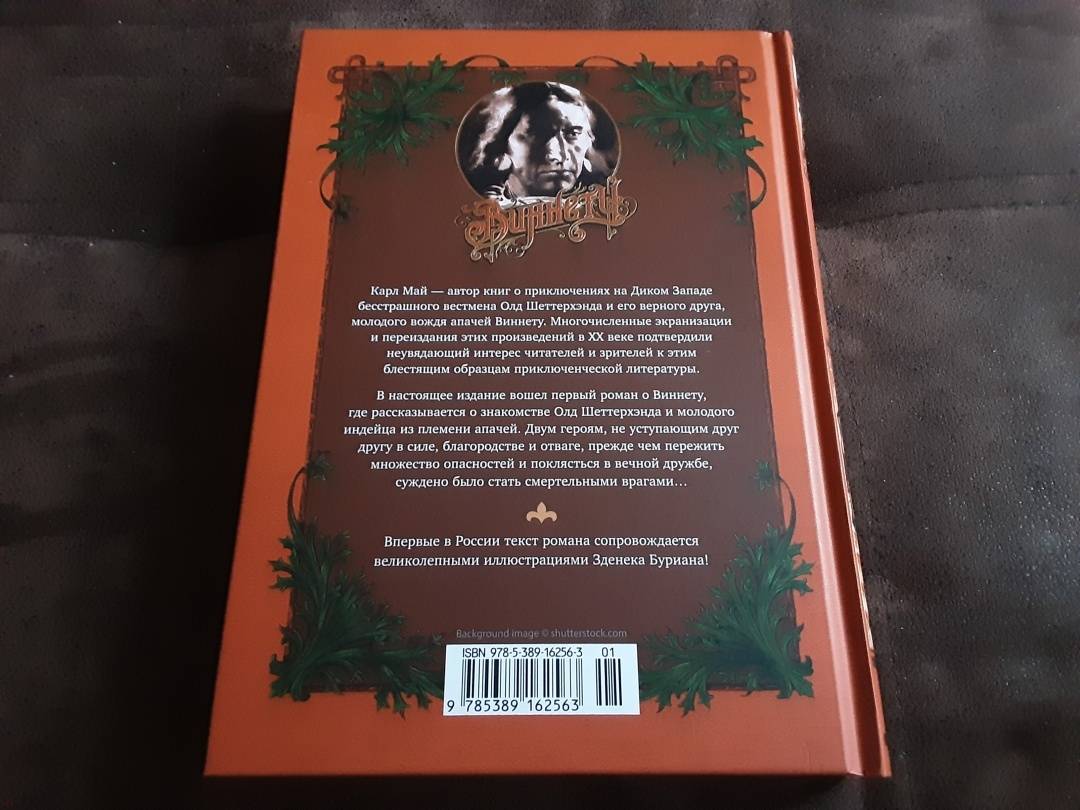 Виннету
Карл Май — автор книг о приключениях на Диком Западе
бесстрашного вестмена Олд Шеттерхэнда и его верного друга,
молодого вождя апачей Виннету. Многочисленные экранизации
и переиздания этих произведений в XX веке подтвердили
неувядающий интерес читателей и зрителей к этим
блестящим образцам приключенческой литературы.
В настоящее издание вошел первый роман о Виннету,
где рассказывается о знакомстве Олд Шеттерхэнда и молодого
индейца из племени апачей. Двум героям, не уступающим друг
другу в силе, благородстве и отваге, прежде чем пережить
множество опасностей и поклясться в вечной дружбе,
суждено было стать смертельными врагами...
Впервые в России текст романа сопровождается
великолепными иллюстрациями Зденека Буриана!
Background image © shutterstock.com
ISBN 978-5-389-16256-3 01
9 785389 162563